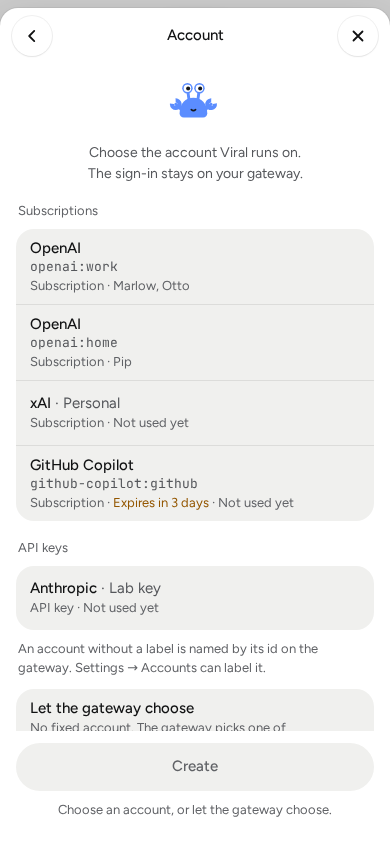 Account
Choose the account Viral runs on.
The sign-in stays on your gateway.
Subscriptions
OpenAI
openai:work
Subscription · Marlow, Otto
OpenAI
openai:home
Subscription · Pip
xAI · Personal
Subscription · Not used yet
GitHub Copilot
github-copilot:github
Subscription · Expires in 3 days · Not used yet
API keys
Anthropic · Lab key
API key · Not used yet
An account without a label is named by its id on the
gateway. Settings → Accounts can label it.
Let the gateway choose
No fixed account. The gateway picks one of
Create
Choose an account, or let the gateway choose.